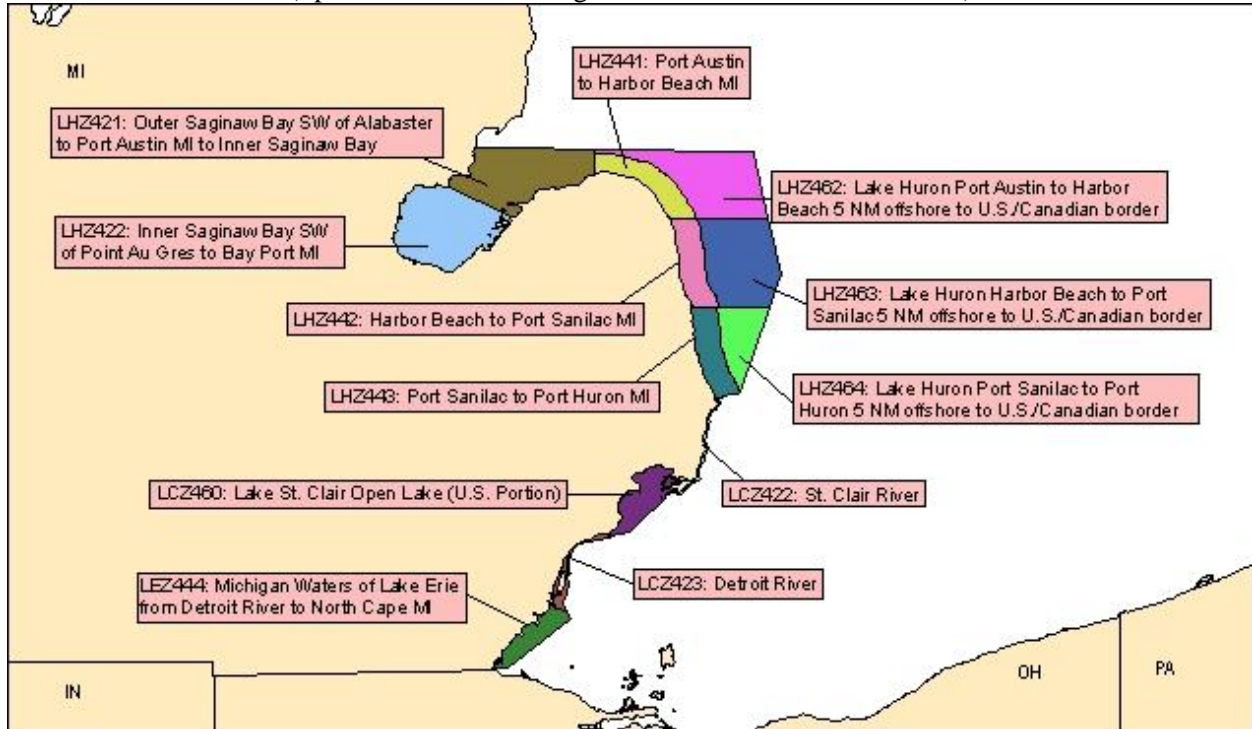 MI
LHZ441: Port Austin
to Harbor Beach MI
LHZ421: Outer Saginaw Bay SW of Alabaster
to Port Austin MI to Inner Saginaw Bay
LHZ462: Lake Huron Port Austin to Harbor
Beach 5 NM offshore to U.S./Canadian border
LHZ422: Inner Saginaw Bay SW
of Point Au Gres to Bay Port MI
LHZ463: Lake Huron Harbor Beach to Port
Sanilac 5 NM offshore to U.S./Canadian border
LHZ442: Harbor Beach to Port Sanilac MI
LHZ443: Port Sanilac to Port Huron MI
LHZ464: Lake Huron Port Sanilac to Port
Huron 5 NM offshore to U.S./Canadian border
LCZ460: Lake St. Clair Open Lake (U.S. Portion)
LCZ422: St. Clair River
LEZ444: Michigan Waters of Lake Erie
from Detroit River to North Cape MI
LCZ423: Detroit River
IN
OH
PA